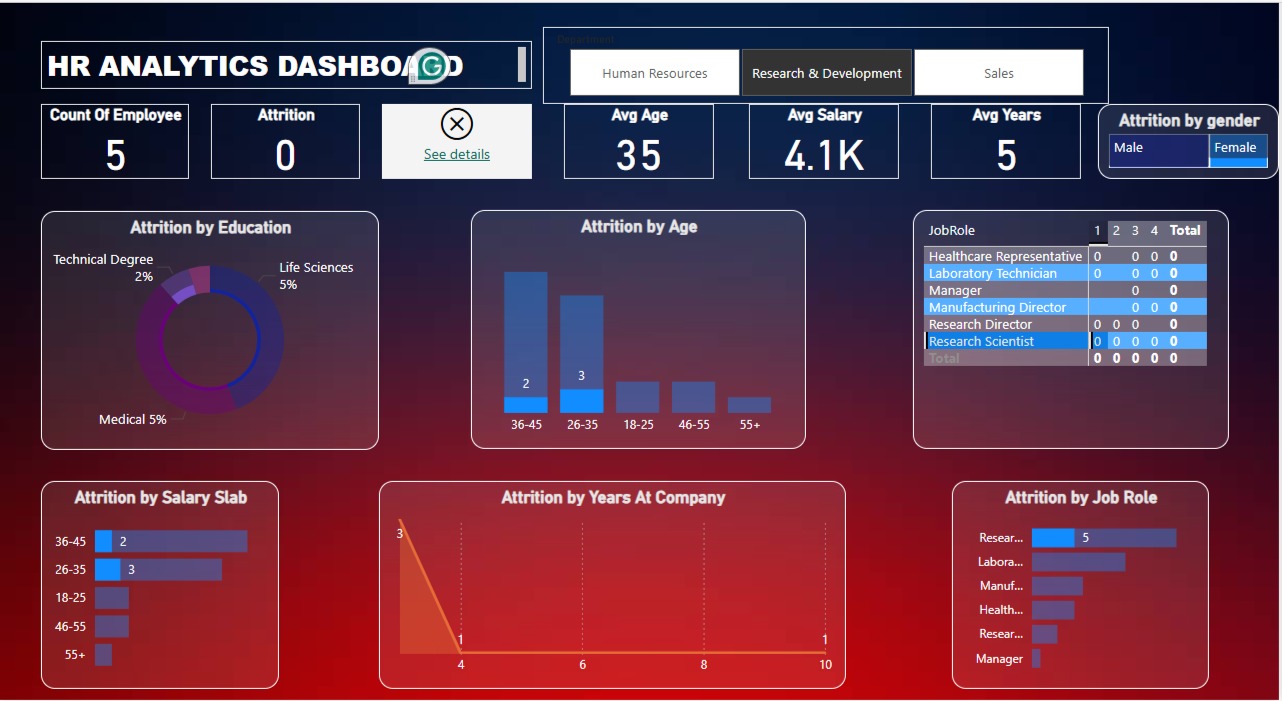 HR ANALYTICS DASHBOARD
G
Department
Human Resources
Research & Development
Sales
Count Of Employee
5
Attrition
0
See details
Avg Age
35
Avg Salary
4.1K
Avg Years
5
Attrition by gender
Male
Female
Attrition by Education
Technical Degree
2%
Life Sciences
5%
Medical 5%
Attrition by Age
2
3
36-45 26-35 18-25 46-55 55+
JobRole 1 2 3 4 Total
Healthcare Representative 0 0 0 0
Laboratory Technician 0 0 0 0
Manager 0 0
Manufacturing Director 0 0 0
Research Director 0 0 0 0
Research Scientist 0 0 0 0 0
Total 0 0 0 0 0
Attrition by Salary Slab
36-45 2
26-35 3
18-25
46-55
55+
Attrition by Years At Company
3
1 1
4 6 8 10
Attrition by Job Role
Resear... 5
Labora...
Manuf...
Health...
Resear...
Manager